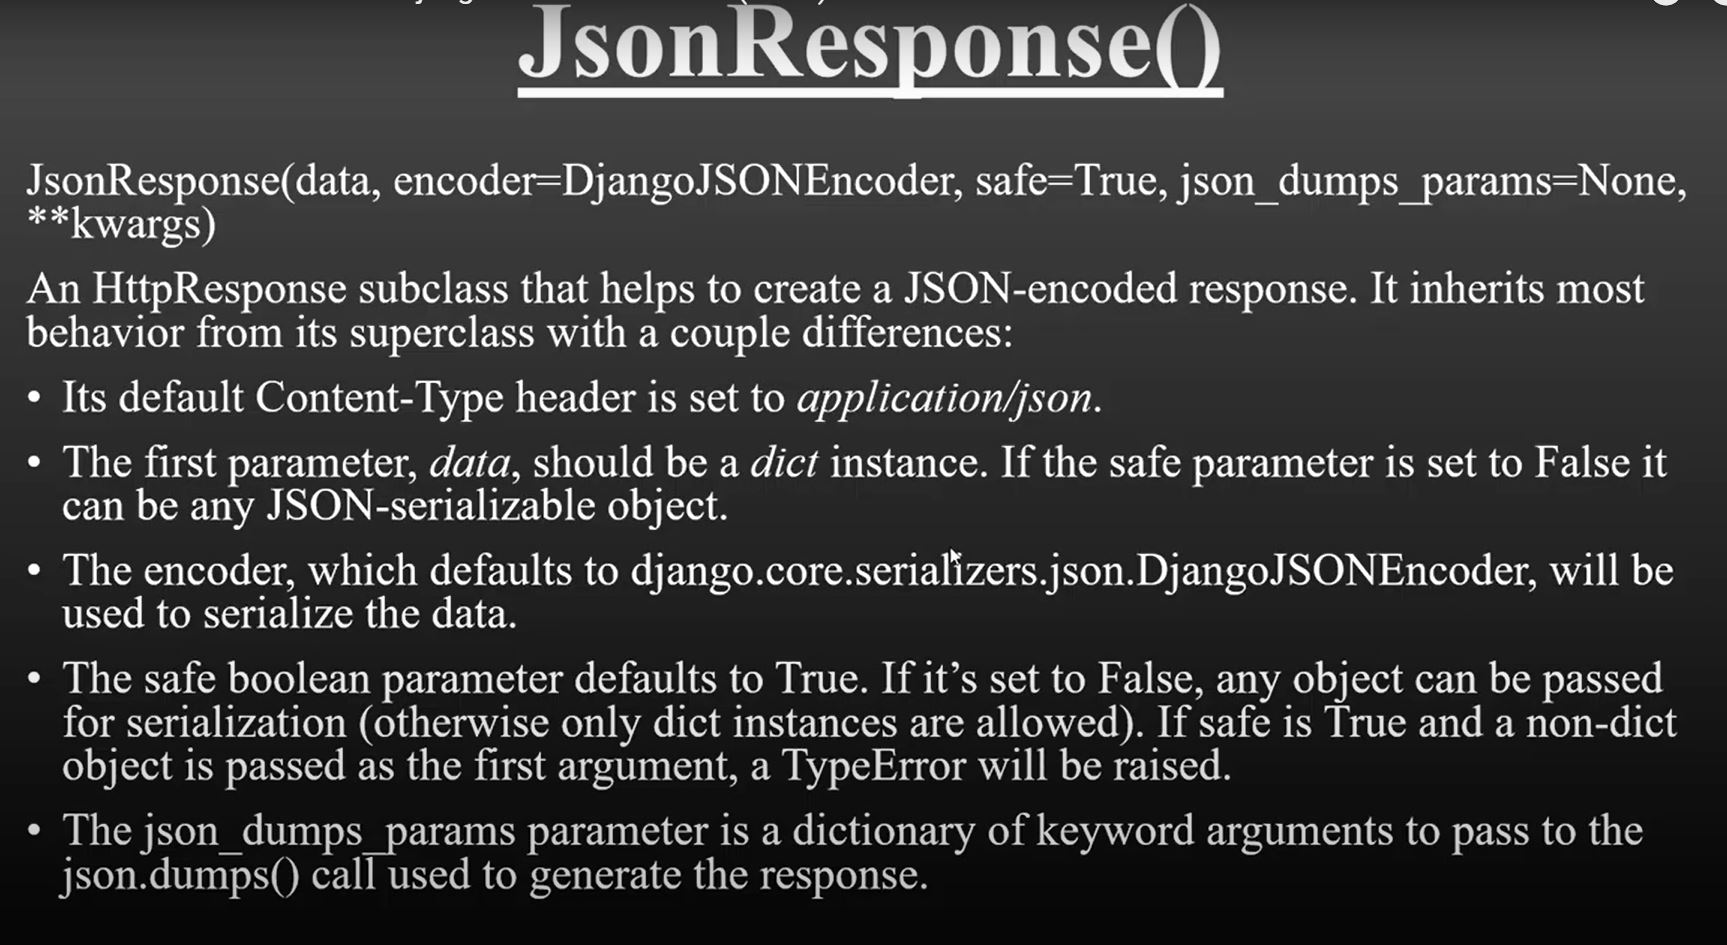 JsonResponse()
JsonResponse(data, encoder=DjangoJSONEncoder, safe=True, json_dumps_params=None,
**kwargs)
An HttpResponse subclass that helps to create a JSON-encoded response. It inherits most
behavior from its superclass with a couple differences:
• Its default Content-Type header is set to application/json.
• The first parameter, data, should be a dict instance. If the safe parameter is set to False it
can be any JSON-serializable object.
• The encoder, which defaults to django.core.serializers.json.DjangoJSONEncoder, will be
used to serialize the data.
• The safe boolean parameter defaults to True. If it’s set to False, any object can be passed
for serialization (otherwise only dict instances are allowed). If safe is True and a non-dict
object is passed as the first argument, a TypeError will be raised.
• The json_dumps_params parameter is a dictionary of keyword arguments to pass to the
json.dumps() call used to generate the response.